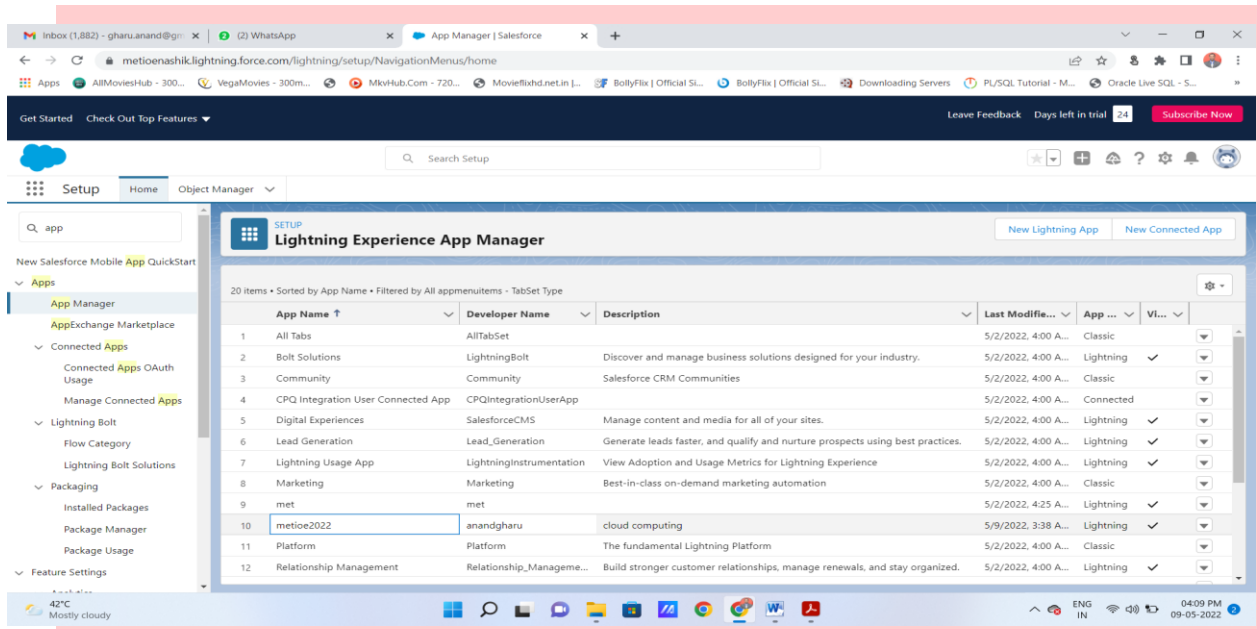 Inbox (1,882) - gharu.anand@gm
(2) WhatsApp
App Manager | Salesforce
metioenashik.lightning.force.com/lightning/setup/NavigationMenus/home
Apps AllMoviesHub - 300... VegaMovies - 300m... MkvHub.Com - 720... Movieflixhd.net.in |... BollyFlix | Official Si... BollyFlix | Official Si... Downloading Servers PL/SQL Tutorial - M... Oracle Live SQL - S... »
Get Started Check Out Top Features Leave Feedback Days left in trial 24 Subscribe Now
Search Setup
Setup Home Object Manager
app
New Salesforce Mobile App QuickStart
Apps
App Manager
AppExchange Marketplace
Connected Apps
Connected Apps OAuth
Usage
Manage Connected Apps
Lightning Bolt
Flow Category
Lightning Bolt Solutions
Packaging
Installed Packages
Package Manager
Package Usage
Feature Settings
SETUP
Lightning Experience App Manager
New Lightning App New Connected App
20 items • Sorted by App Name • Filtered by All appmenuitems - TabSet Type
App Name ↑ Developer Name Description Last Modifie... App ... Vi...
1 All Tabs AllTabSet 5/2/2022, 4:00 A... Classic
2 Bolt Solutions LightningBolt Discover and manage business solutions designed for your industry. 5/2/2022, 4:00 A... Lightning
3 Community Community Salesforce CRM Communities 5/2/2022, 4:00 A... Classic
4 CPQ Integration User Connected App CPQIntegrationUserApp 5/2/2022, 4:00 A... Connected
5 Digital Experiences SalesforceCMS Manage content and media for all of your sites. 5/2/2022, 4:00 A... Lightning
6 Lead Generation Lead_Generation Generate leads faster, and qualify and nurture prospects using best practices. 5/2/2022, 4:00 A... Lightning
7 Lightning Usage App LightningInstrumentation View Adoption and Usage Metrics for Lightning Experience 5/2/2022, 4:00 A... Lightning
8 Marketing Marketing Best-in-class on-demand marketing automation 5/2/2022, 4:00 A... Classic
9 met met 5/2/2022, 4:25 A... Lightning
10 metioe2022 anandgharu cloud computing 5/9/2022, 3:38 A... Lightning
11 Platform Platform The fundamental Lightning Platform 5/2/2022, 4:00 A... Classic
12 Relationship Management Relationship_Manageme... Build stronger customer relationships, manage renewals, and stay organized. 5/2/2022, 4:00 A... Lightning
42°C
Mostly cloudy
ENG
IN
04:09 PM
09-05-2022
2